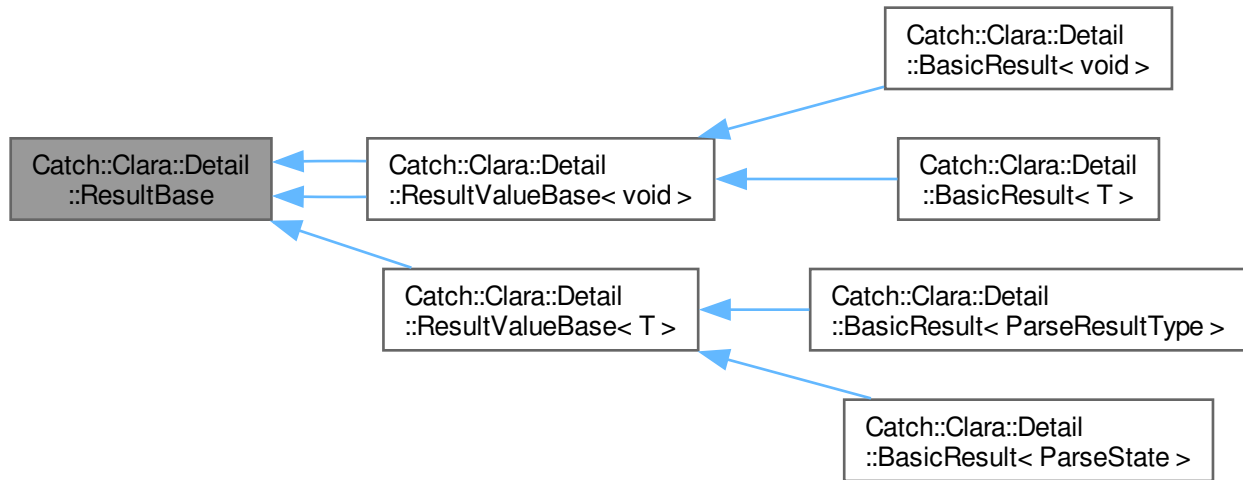 Catch::Clara::Detail
::BasicResult< void >
Catch::Clara::Detail
::ResultBase
Catch::Clara::Detail
::ResultValueBase< void >
Catch::Clara::Detail
::BasicResult< T >
Catch::Clara::Detail
::ResultValueBase< T >
Catch::Clara::Detail
::BasicResult< ParseResultType >
Catch::Clara::Detail
::BasicResult< ParseState >